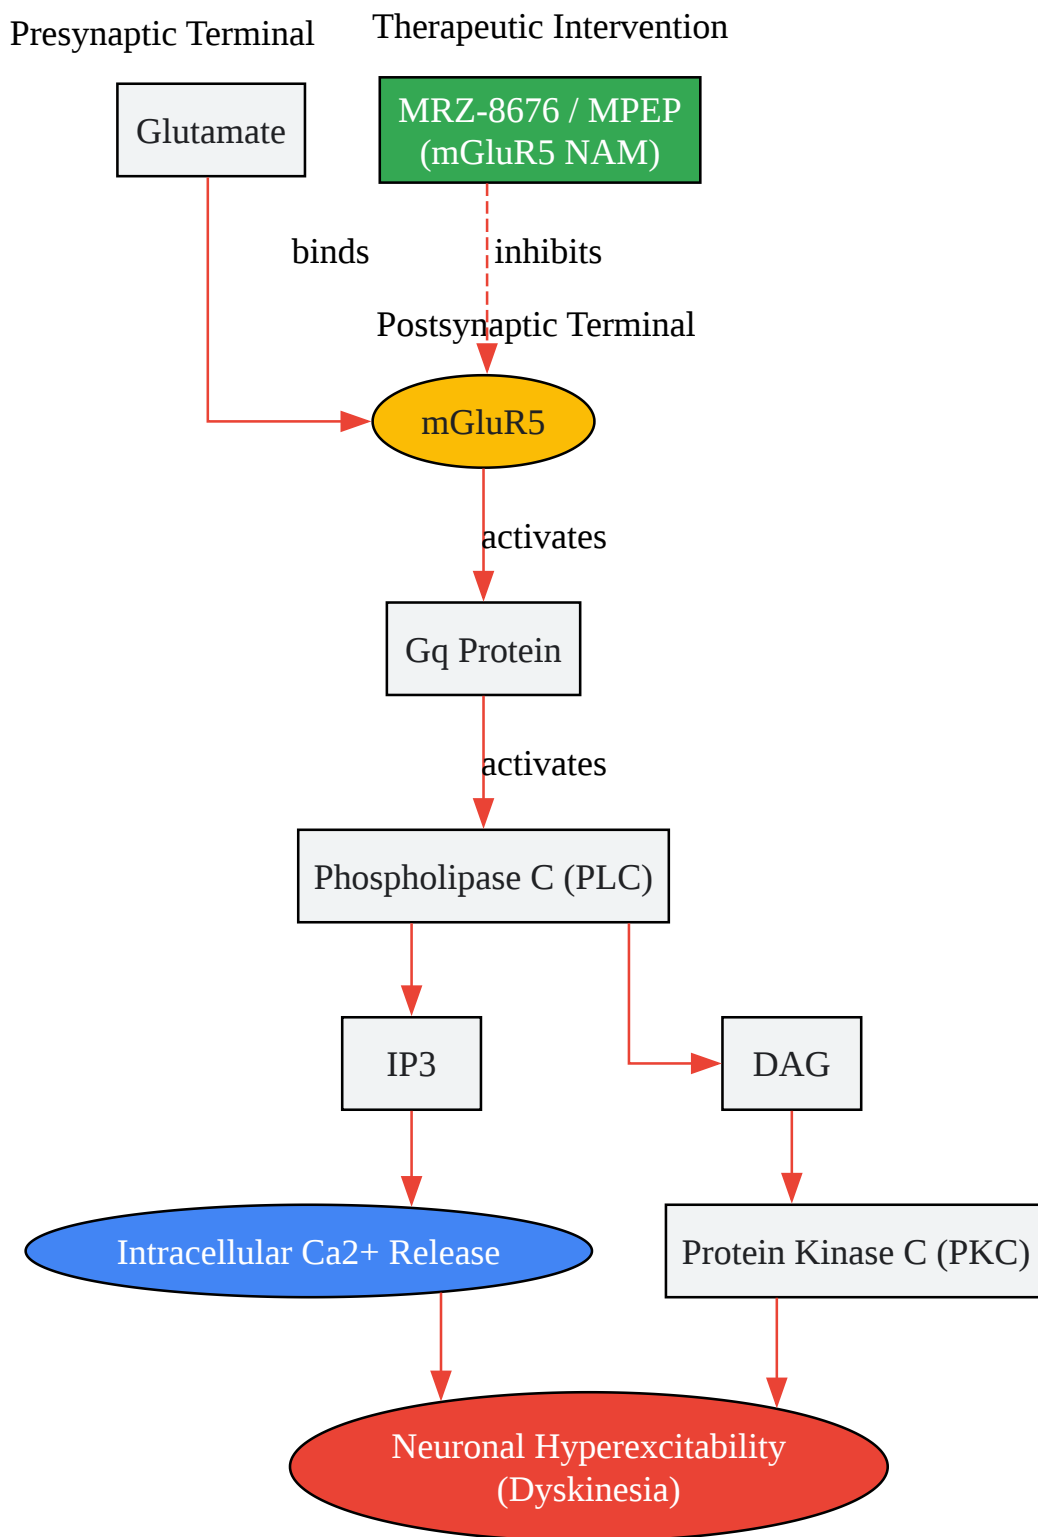 Presynaptic Terminal
Therapeutic Intervention
Glutamate
MRZ-8676 / MPEP
(mGluR5 NAM)
binds
inhibits
Postsynaptic Terminal
mGluR5
activates
Gq Protein
activates
Phospholipase C (PLC)
IP3
DAG
Intracellular Ca2+ Release
Protein Kinase C (PKC)
Neuronal Hyperexcitability
(Dyskinesia)